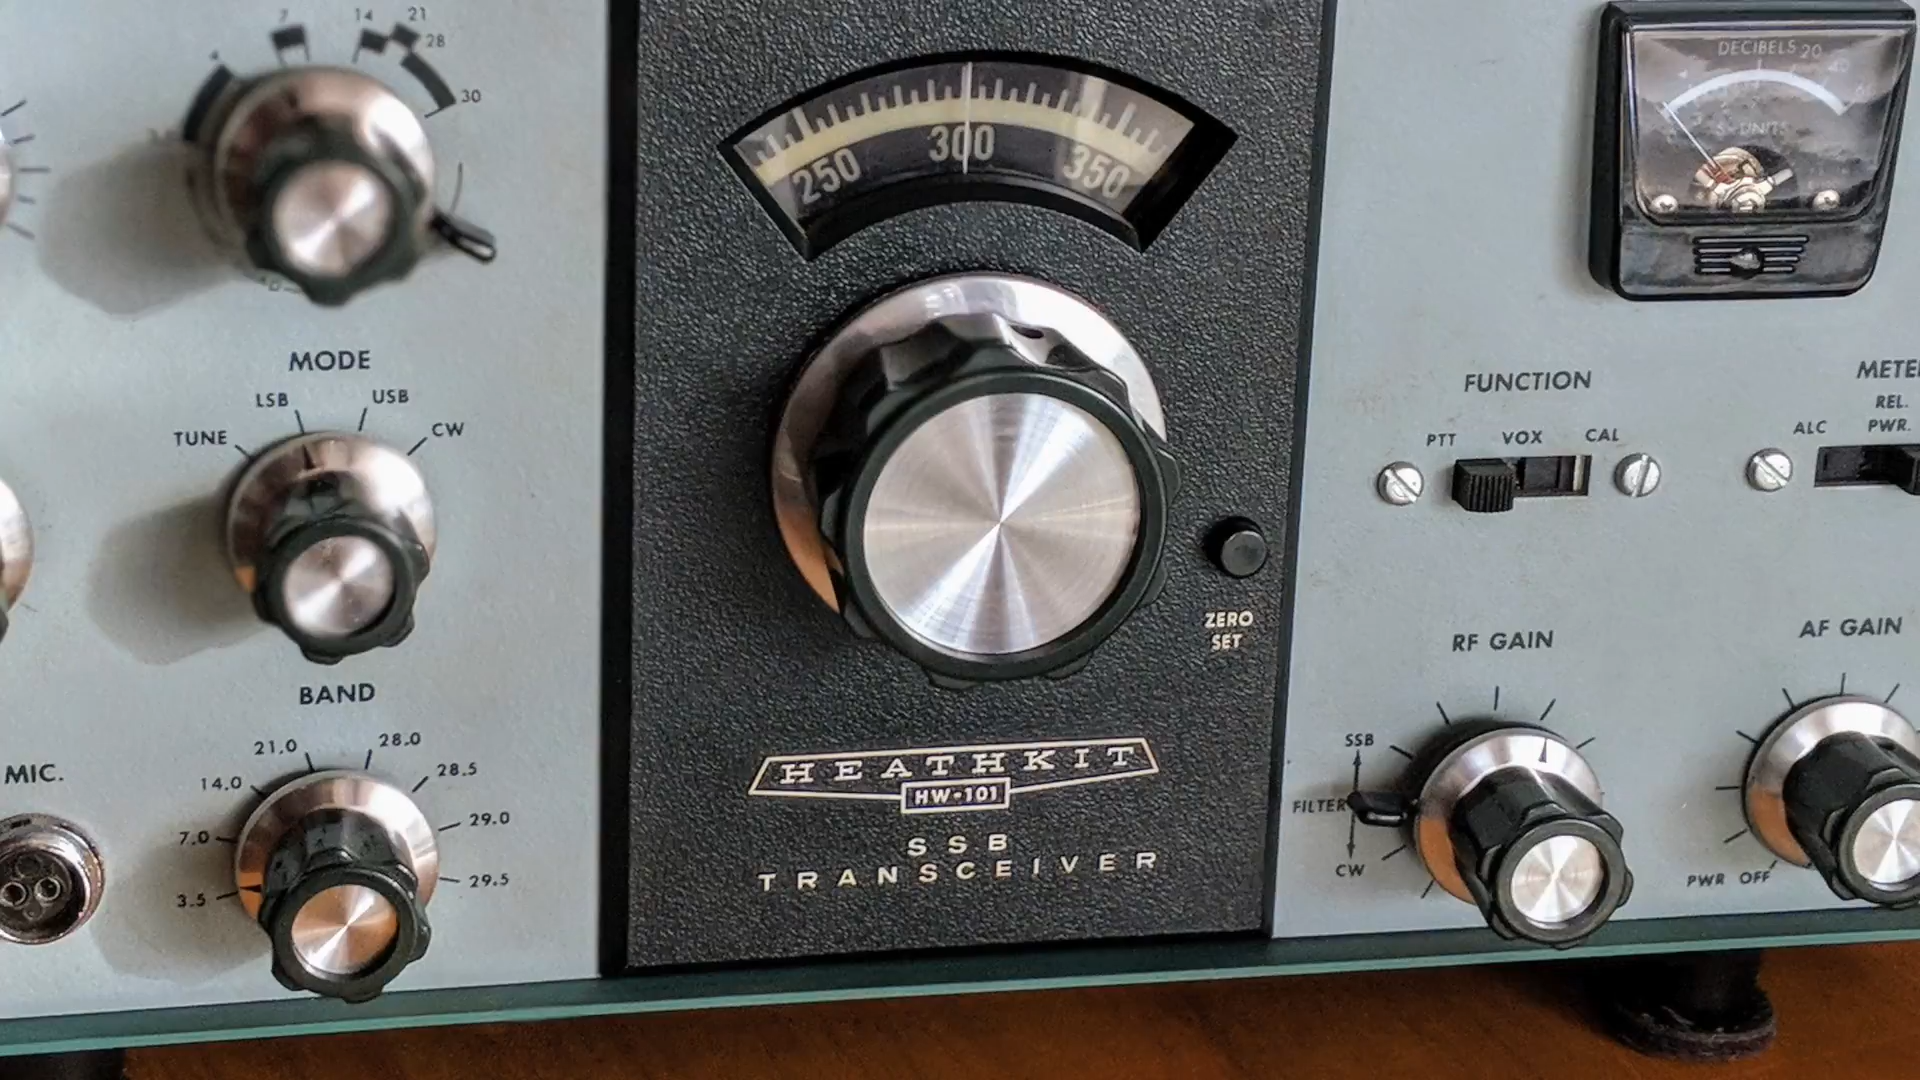 7 14 21
28
30
MODE
LSB USB
TUNE CW
BAND
21.0 28.0
14.0 28.5
7.0 29.0
3.5 29.5
MIC.
250 300 350
ZERO
SET
HEATHKIT
HW-101
SSB
TRANSCEIVER
DECIBELS 20
40
60
S-UNITS
FUNCTION
PTT VOX CAL
METE
REL.
ALC PWR.
RF GAIN
SSB
FILTER
CW
AF GAIN
PWR OFF